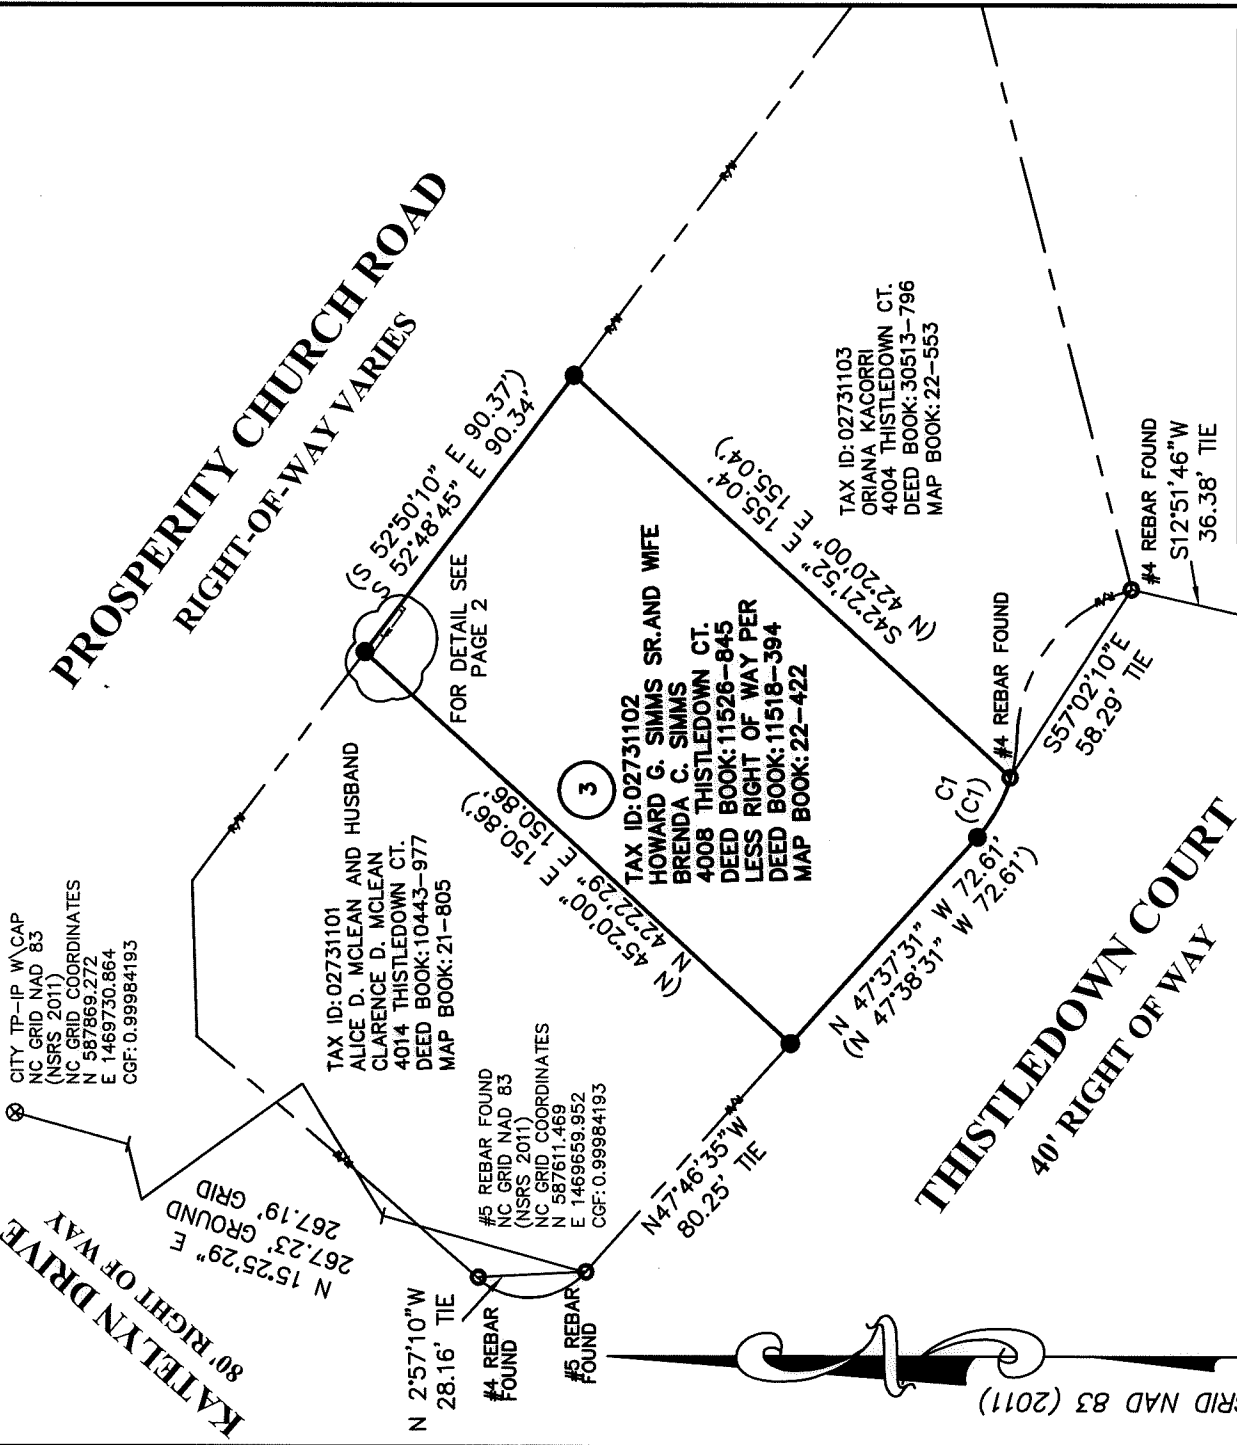 PROSPERITY CHURCH ROAD
RIGHT-OF-WAY VARIES
CITY TP-IP W\CAP
NC GRID NAD 83
(NSRS 2011)
NC GRID COORDINATES
N 587869.272
E 1469730.864
CGF: 0.99984193
KATELYN DRIVE
80' RIGHT OF WAY
N 15°25'29" E
267.23' GROUND
267.19' GRID
TAX ID: 02731101
ALICE D. MCLEAN AND HUSBAND
CLARENCE D. MCLEAN
4014 THISTLEDOWN CT.
DEED BOOK: 10443-977
MAP BOOK: 21-805
(S 52°50'10" E 90.37')
S 52°48'45" E 90.34'
FOR DETAIL SEE
PAGE 2
(N 45°20'00" E 150.86')
N 42°22'29" E 150.86'
3
TAX ID: 02731102
HOWARD G. SIMMS SR.AND WIFE
BRENDA C. SIMMS
4008 THISTLEDOWN CT.
DEED BOOK: 11526-845
LESS RIGHT OF WAY PER
DEED BOOK: 11518-394
MAP BOOK: 22-422
S42°21'52" E 155.04'
(N 42°20'00" E 155.04')
TAX ID: 02731103
ORIANA KACORRI
4004 THISTLEDOWN CT.
DEED BOOK: 30513-796
MAP BOOK: 22-553
#5 REBAR FOUND
NC GRID NAD 83
(NSRS 2011)
NC GRID COORDINATES
N 587611.469
E 1469659.952
CGF: 0.99984193
N 2°57'10"W
28.16' TIE
#4 REBAR
FOUND
#5 REBAR
FOUND
N47°46'35"W
80.25' TIE
N 47°37'31" W 72.61'
(N 47°38'31" W 72.61')
C1
(C1)
#4 REBAR FOUND
S57°02'10"E
58.29' TIE
#4 REBAR FOUND
S12°51'46"W
36.38' TIE
THISTLEDOWN COURT
40' RIGHT OF WAY
R/W
R/W
R/W
R/W
R/W
R/W
GRID NAD 83 (2011)